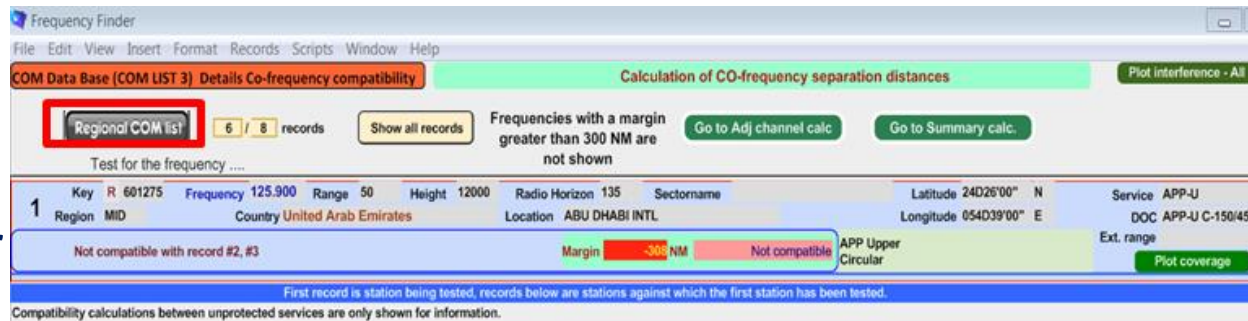 Frequency Finder
File Edit View Insert Format Records Scripts Window Help
COM Data Base (COM LIST 3) Details Co-frequency compatibility Calculation of CO-frequency separation distances Plot interference - All
Regional COM list 6 / 8 records Show all records Frequencies with a margin greater than 300 NM are not shown Go to Adj channel calc Go to Summary calc.
Test for the frequency ....
1 Key R 601275 Frequency 125.900 Range 50 Height 12000 Radio Horizon 135 Sectorname Latitude 24D26'00" N Service APP-U
Region MID Country United Arab Emirates Location ABU DHABI INTL Longitude 054D39'00" E DOC APP-U C-150/45
Not compatible with record #2, #3 Margin -308 NM Not compatible APP Upper Circular Ext. range Plot coverage
First record is station being tested, records below are stations against which the first station has been tested.
Compatibility calculations between unprotected services are only shown for information.